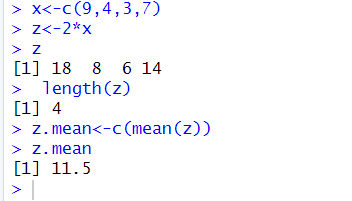 > x<-c(9,4,3,7)
> z<-2*x
> z
[1] 18  8  6 14
>  length(z)
[1] 4
> z.mean<-c(mean(z))
> z.mean
[1] 11.5
>